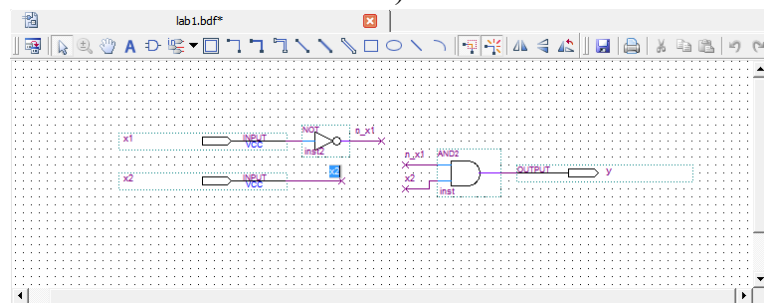 lab1.bdf*
A
x1 INPUT VCC NOT inst2 n_x1
x2 INPUT VCC x2
n_x1 AND2
x2 inst
OUTPUT y